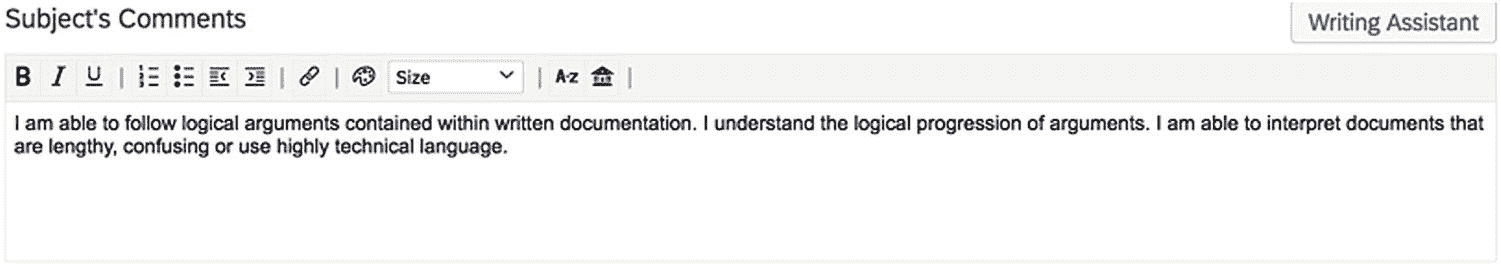 Subject's Comments
Writing Assistant
B I U Size A-z
I am able to follow logical arguments contained within written documentation. I understand the logical progression of arguments. I am able to interpret documents that
are lengthy, confusing or use highly technical language.